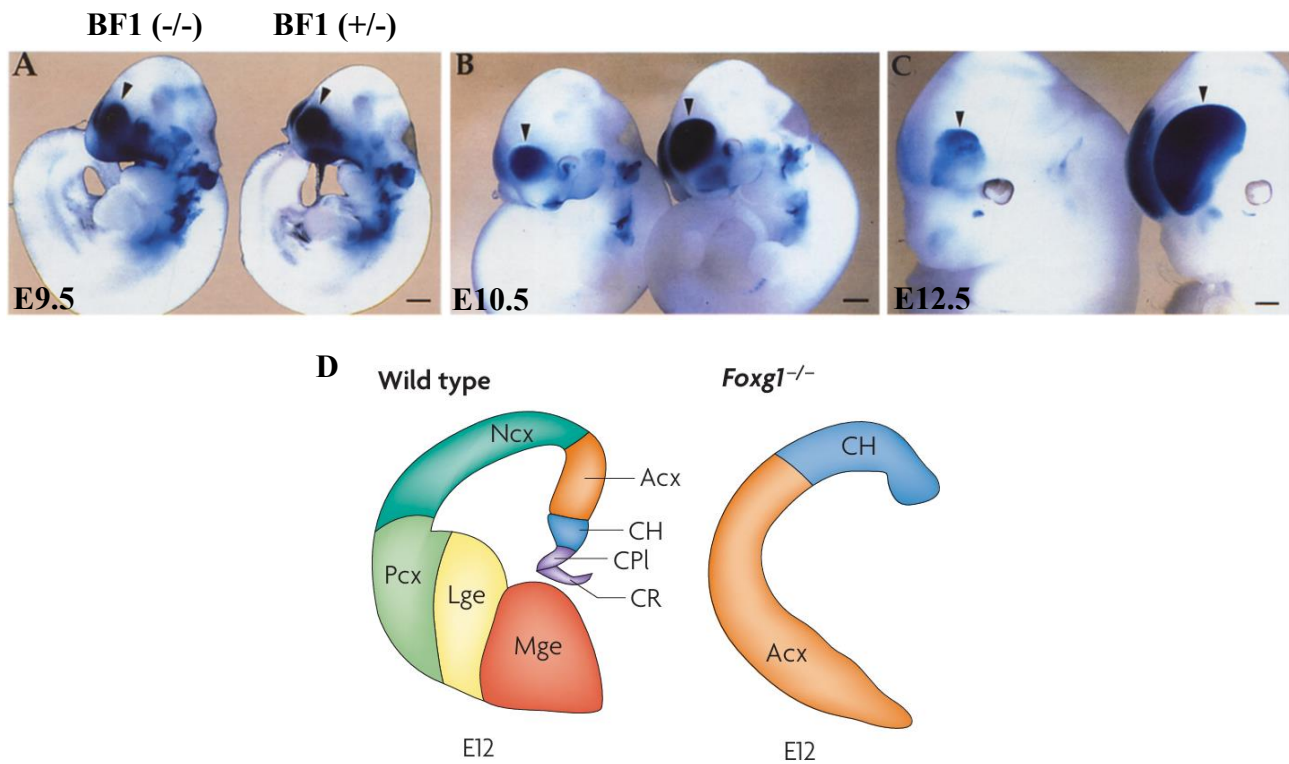 BF1 (-/-) BF1 (+/-)
A
B
C
E9.5
E10.5
E12.5
D
Wild type
Foxg1−/−
Ncx
Acx
CH
CPl
CR
Pcx
Lge
Mge
E12
CH
Acx
E12